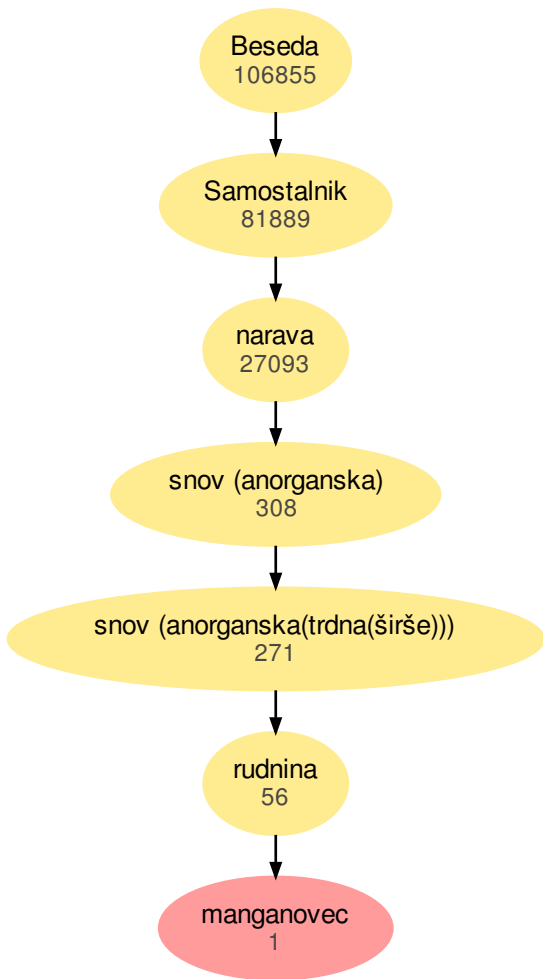 Beseda
106855
Samostalnik
81889
narava
27093
snov (anorganska)
308
snov (anorganska(trdna(širše)))
271
rudnina
56
manganovec
1